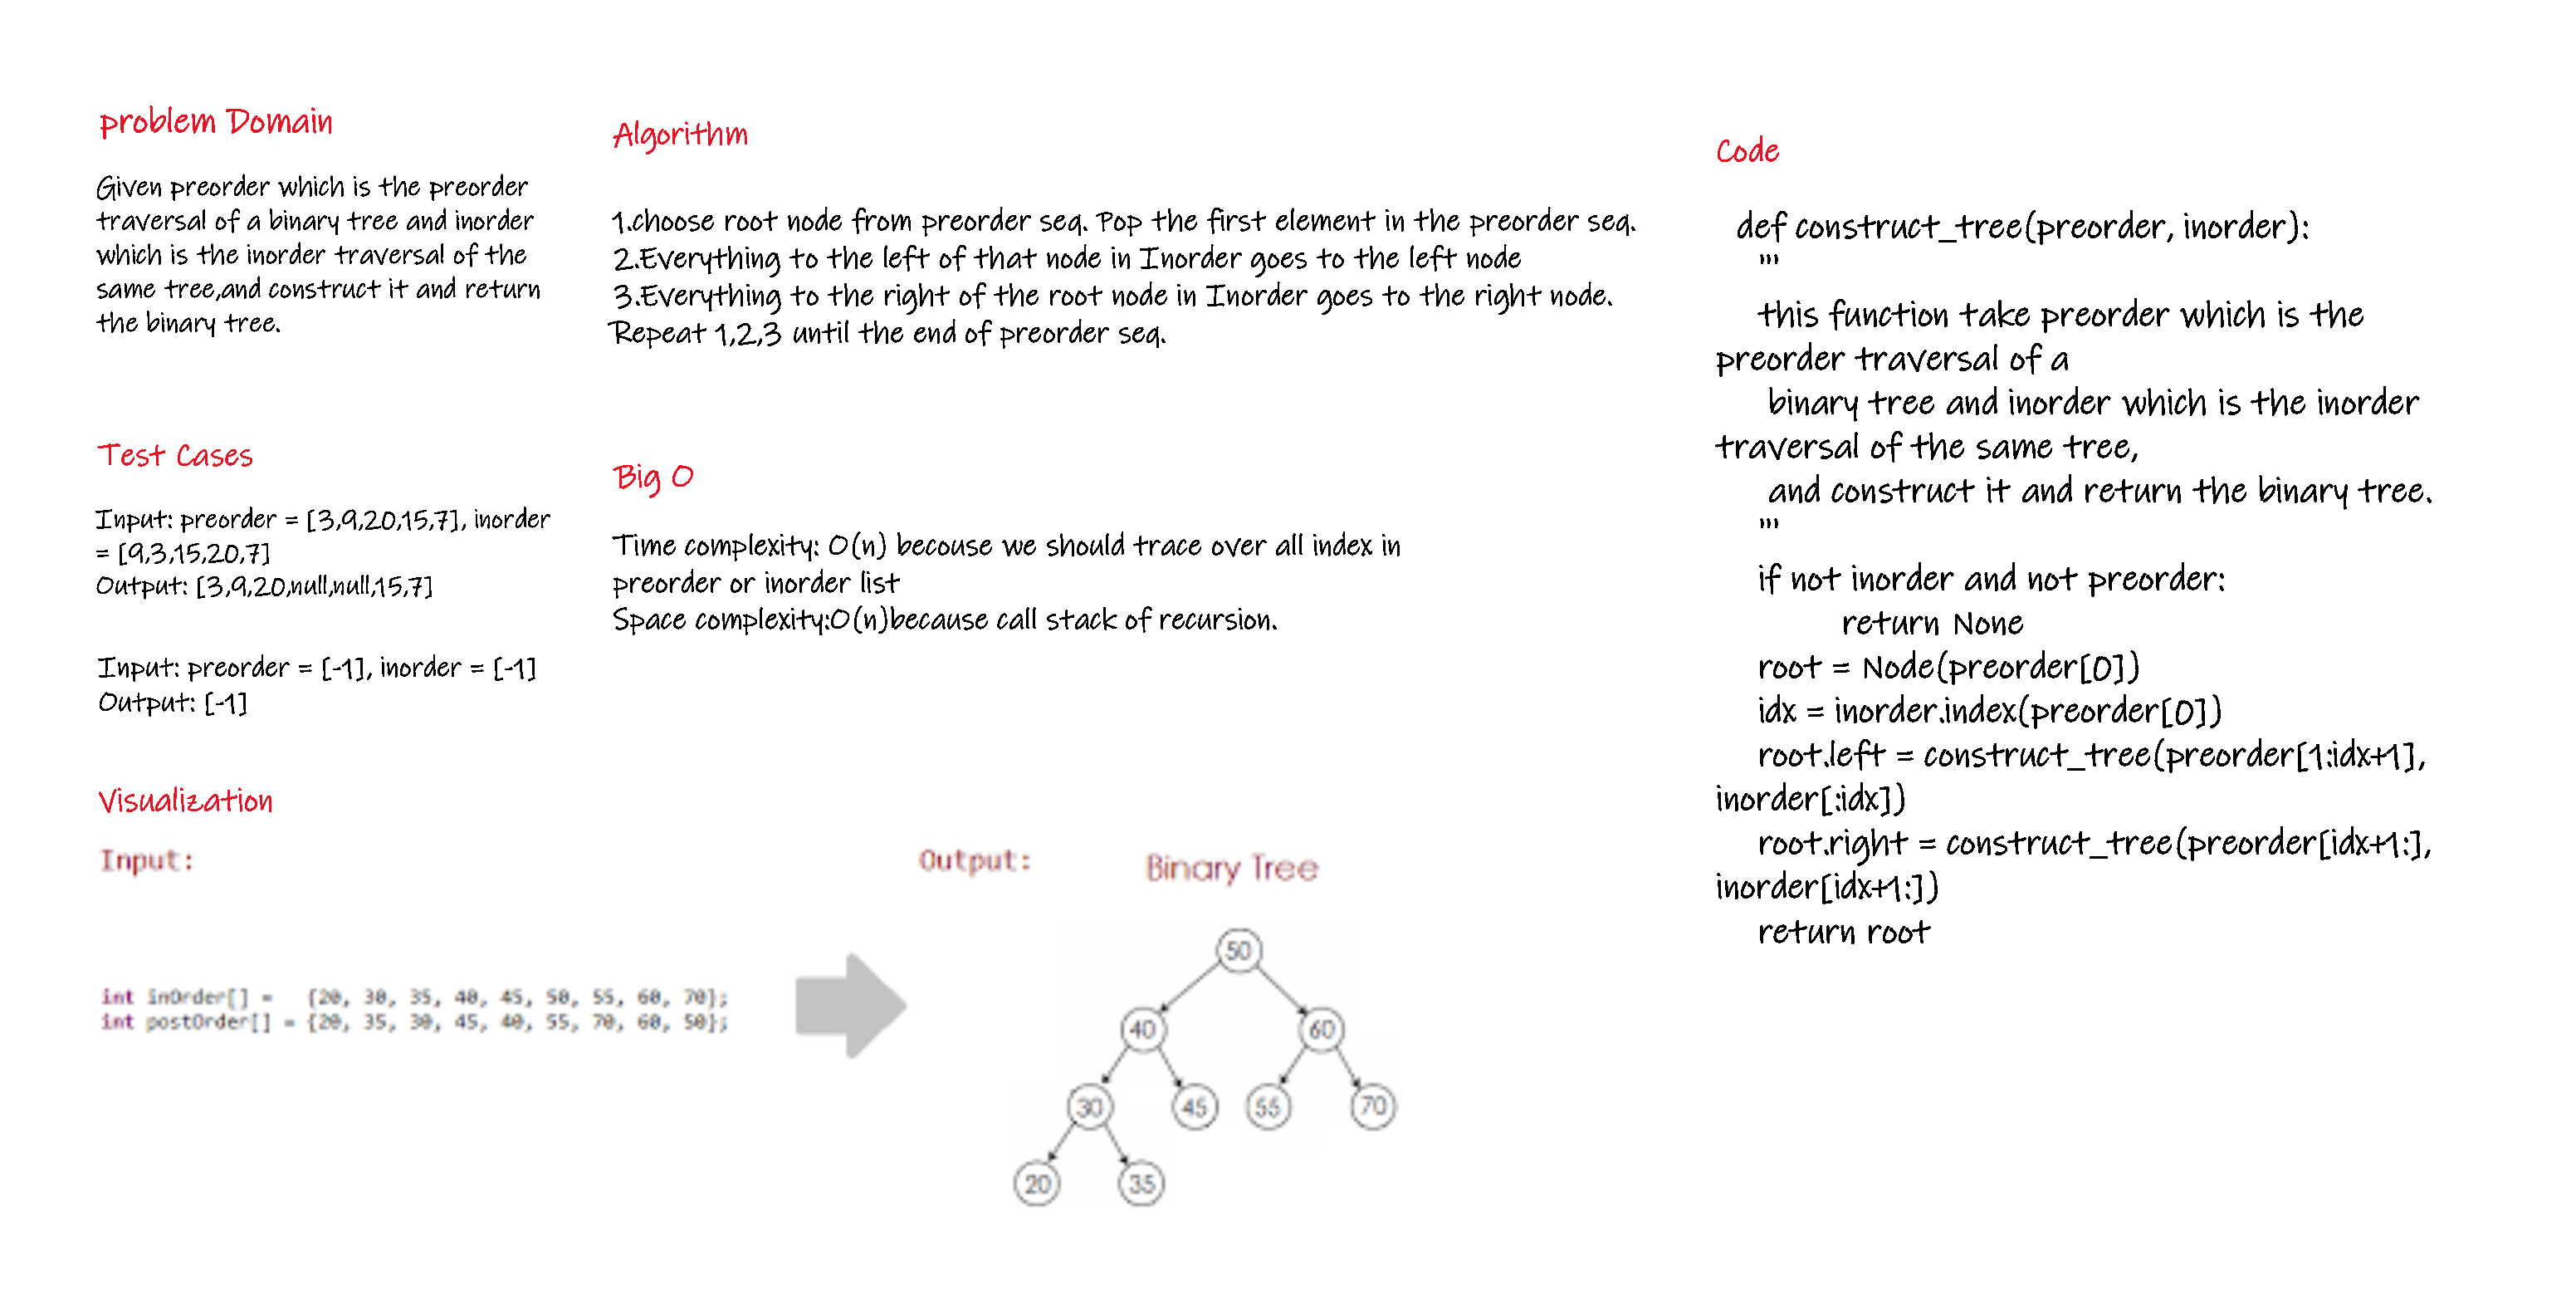 problem Domain
Given preorder which is the preorder
traversal of a binary tree and inorder
which is the inorder traversal of the
same tree,and construct it and return
the binary tree.
Test Cases
Input: preorder = [3,9,20,15,7], inorder
= [9,3,15,20,7]
Output: [3,9,20,null,null,15,7]
Input: preorder = [-1], inorder = [-1]
Output: [-1]
Algorithm
1.choose root node from preorder seq. Pop the first element in the preorder seq.
2.Everything to the left of that node in Inorder goes to the left node
3.Everything to the right of the root node in Inorder goes to the right node.
Repeat 1,2,3 until the end of preorder seq.
Big O
Time complexity: O(n) becouse we should trace over all index in
preorder or inorder list
Space complexity:O(n)because call stack of recursion.
Visualization
Input:
int inOrder[] = {20, 30, 35, 40, 45, 50, 55, 60, 70};
int postOrder[] = {20, 35, 30, 45, 40, 55, 70, 60, 50};
Output:
Binary Tree
50
40 60
30 45 55 70
20 35
Code
def construct_tree(preorder, inorder):
'''
this function take preorder which is the
preorder traversal of a
binary tree and inorder which is the inorder
traversal of the same tree,
and construct it and return the binary tree.
'''
if not inorder and not preorder:
return None
root = Node(preorder[0])
idx = inorder.index(preorder[0])
root.left = construct_tree(preorder[1:idx+1],
inorder[:idx])
root.right = construct_tree(preorder[idx+1:],
inorder[idx+1:])
return root